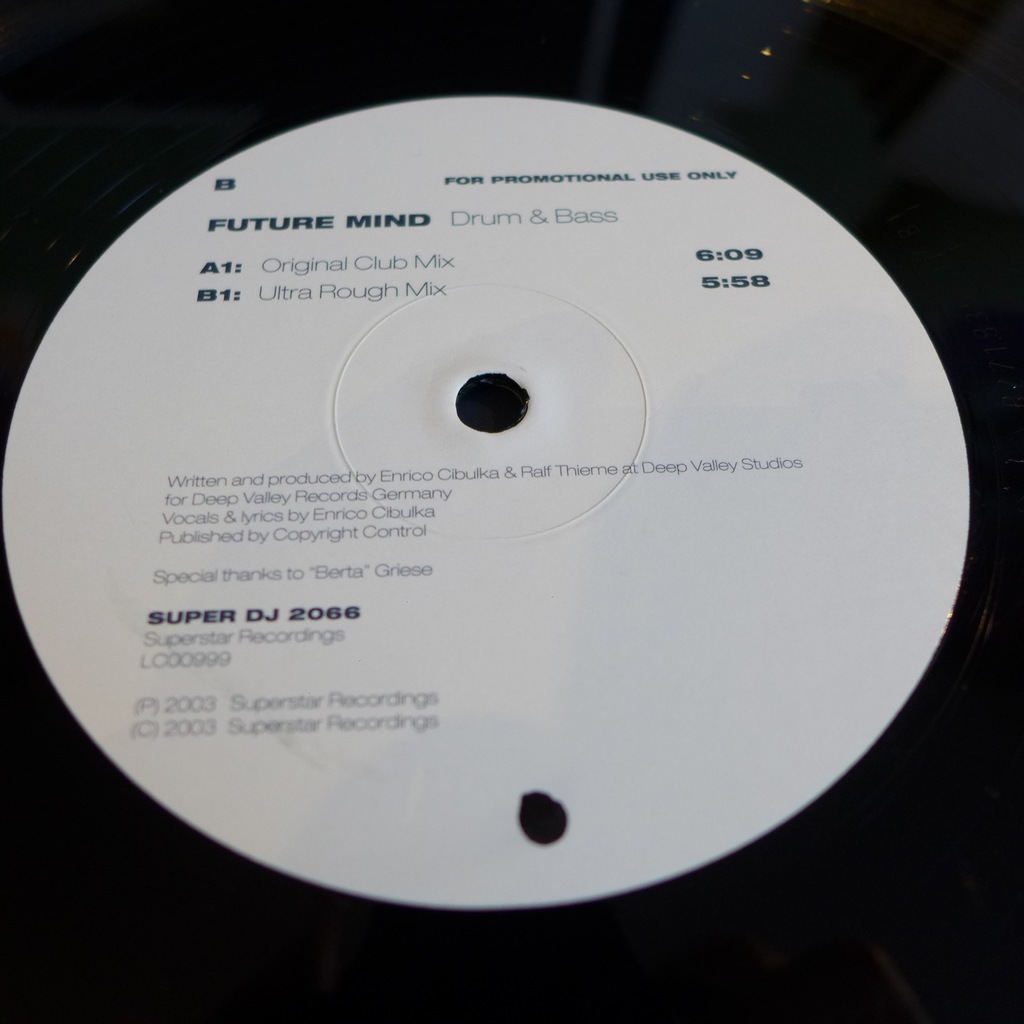 B FOR PROMOTIONAL USE ONLY
FUTURE MIND Drum & Bass
A1: Original Club Mix 6:09
B1: Ultra Rough Mix 5:58
Written and produced by Enrico Cibulka & Ralf Thieme at Deep Valley Studios
for Deep Valley Records Germany
Vocals & lyrics by Enrico Cibulka
Published by Copyright Control
Special thanks to "Berta" Griese
SUPER DJ 2066
Superstar Recordings
LC00999
(P) 2003 Superstar Recordings
(C) 2003 Superstar Recordings